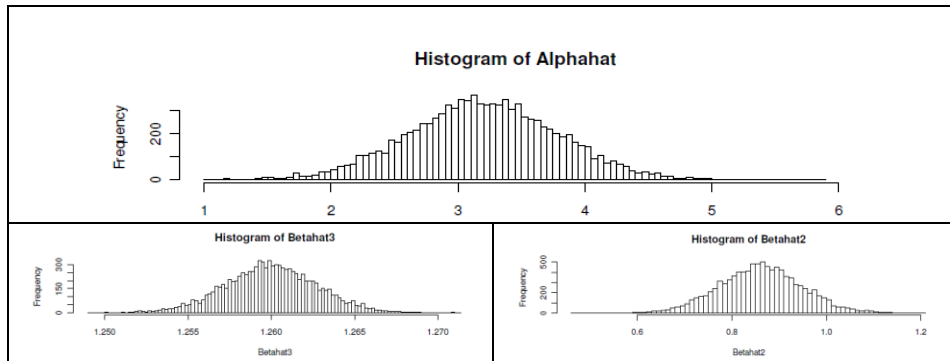 Histogram of Alphahat
Frequency
0 200
1 2 3 4 5 6
Histogram of Betahat3
Frequency
0 150 300
1.250 1.255 1.260 1.265 1.270
Betahat3
Histogram of Betahat2
Frequency
0 200 500
0.6 0.8 1.0 1.2
Betahat2